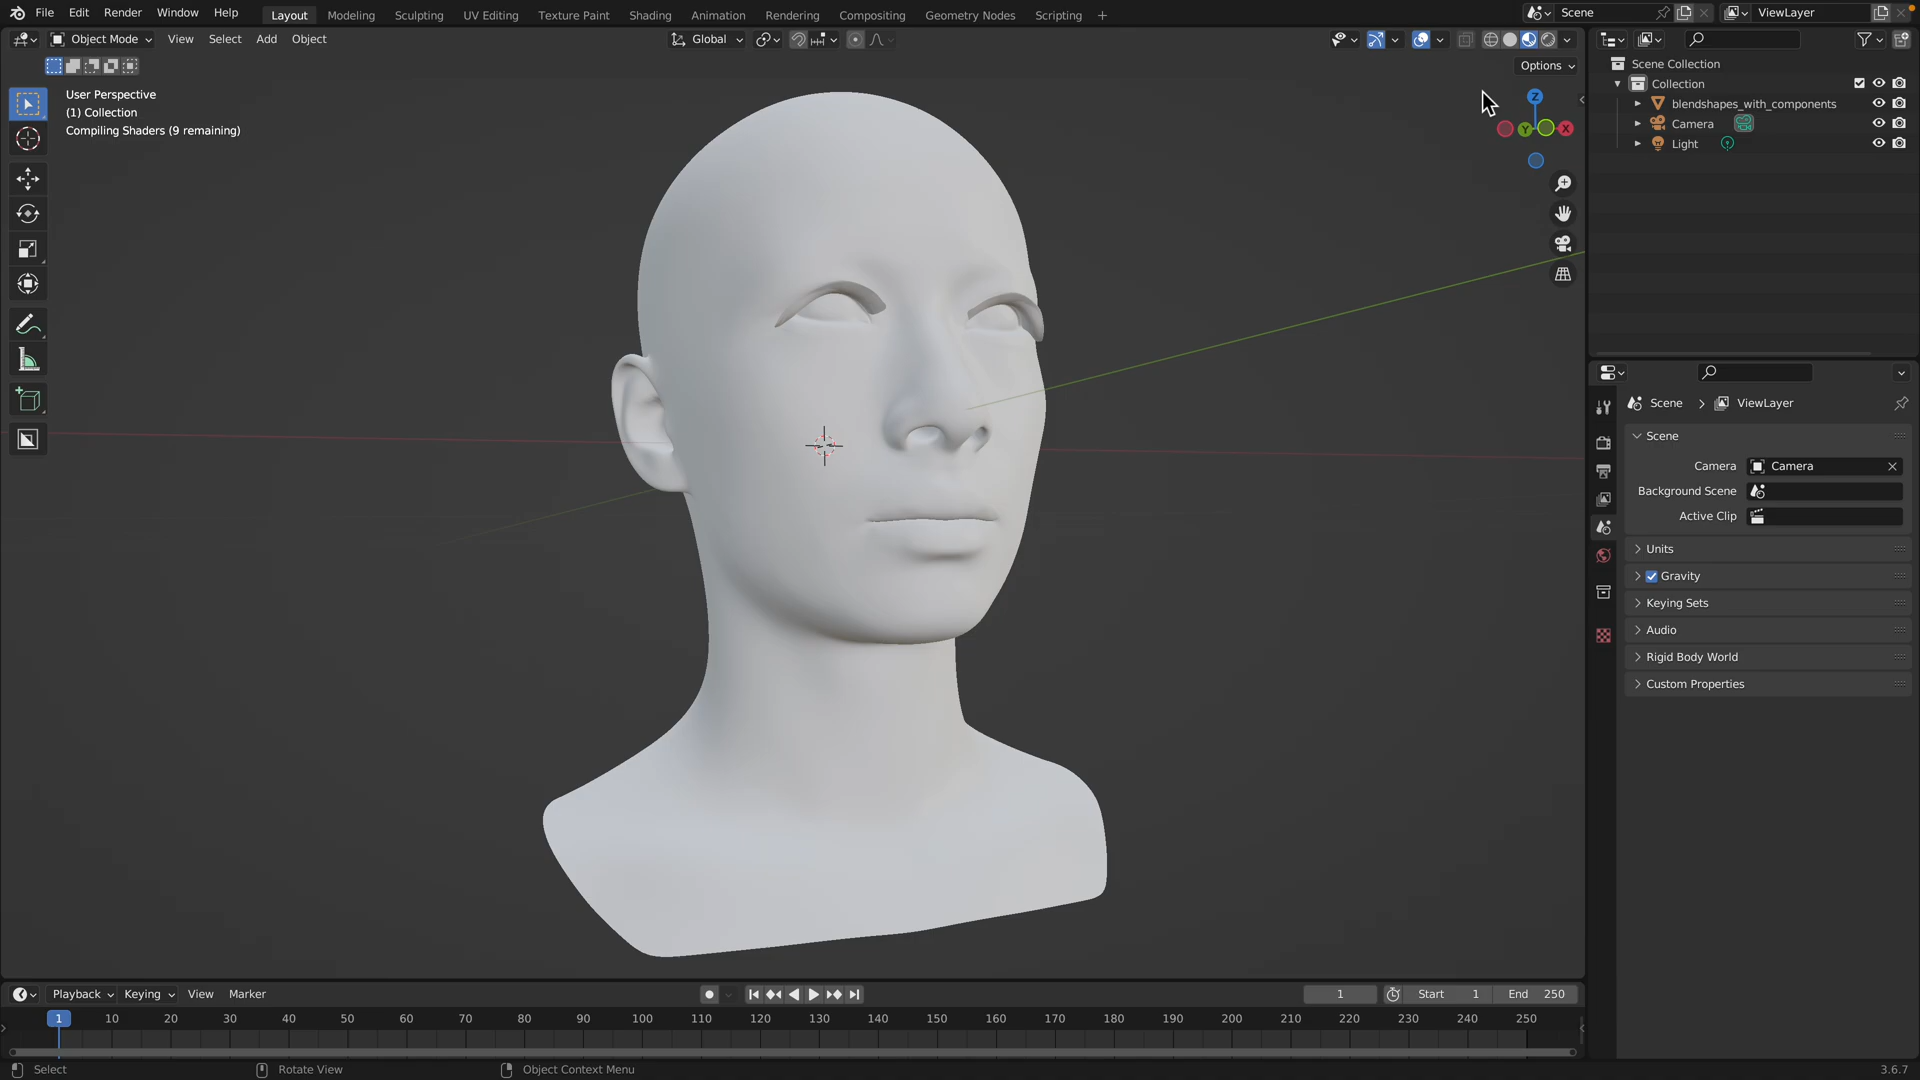 File Edit Render Window Help Layout Modeling Sculpting UV Editing Texture Paint Shading Animation Rendering Compositing Geometry Nodes Scripting + Scene ViewLayer
Object Mode View Select Add Object Global
Options
User Perspective
(1) Collection
Compiling Shaders (9 remaining)
Z
Y X
Scene Collection
Collection
blendshapes_with_components
Camera
Light
Scene > ViewLayer
Scene
Camera Camera
Background Scene
Active Clip
Units
Gravity
Keying Sets
Audio
Rigid Body World
Custom Properties
Playback Keying View Marker 1 Start 1 End 250
1 10 20 30 40 50 60 70 80 90 100 110 120 130 140 150 160 170 180 190 200 210 220 230 240 250
Select Rotate View Object Context Menu 3.6.7